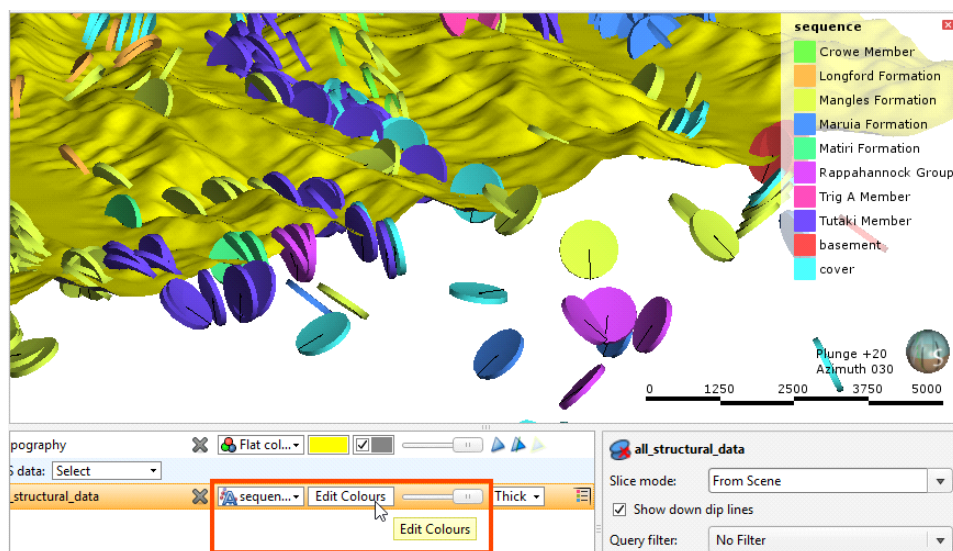 sequence
Crowe Member
Longford Formation
Mangles Formation
Maruia Formation
Matiri Formation
Rappahannock Group
Trig A Member
Tutaki Member
basement
cover
Plunge +20
Azimuth 030
0 1250 2500 3750 5000
pography Flat col...
S data: Select
_structural_data sequen... Edit Colours Thick
Edit Colours
all_structural_data
Slice mode: From Scene
Show down dip lines
Query filter: No Filter